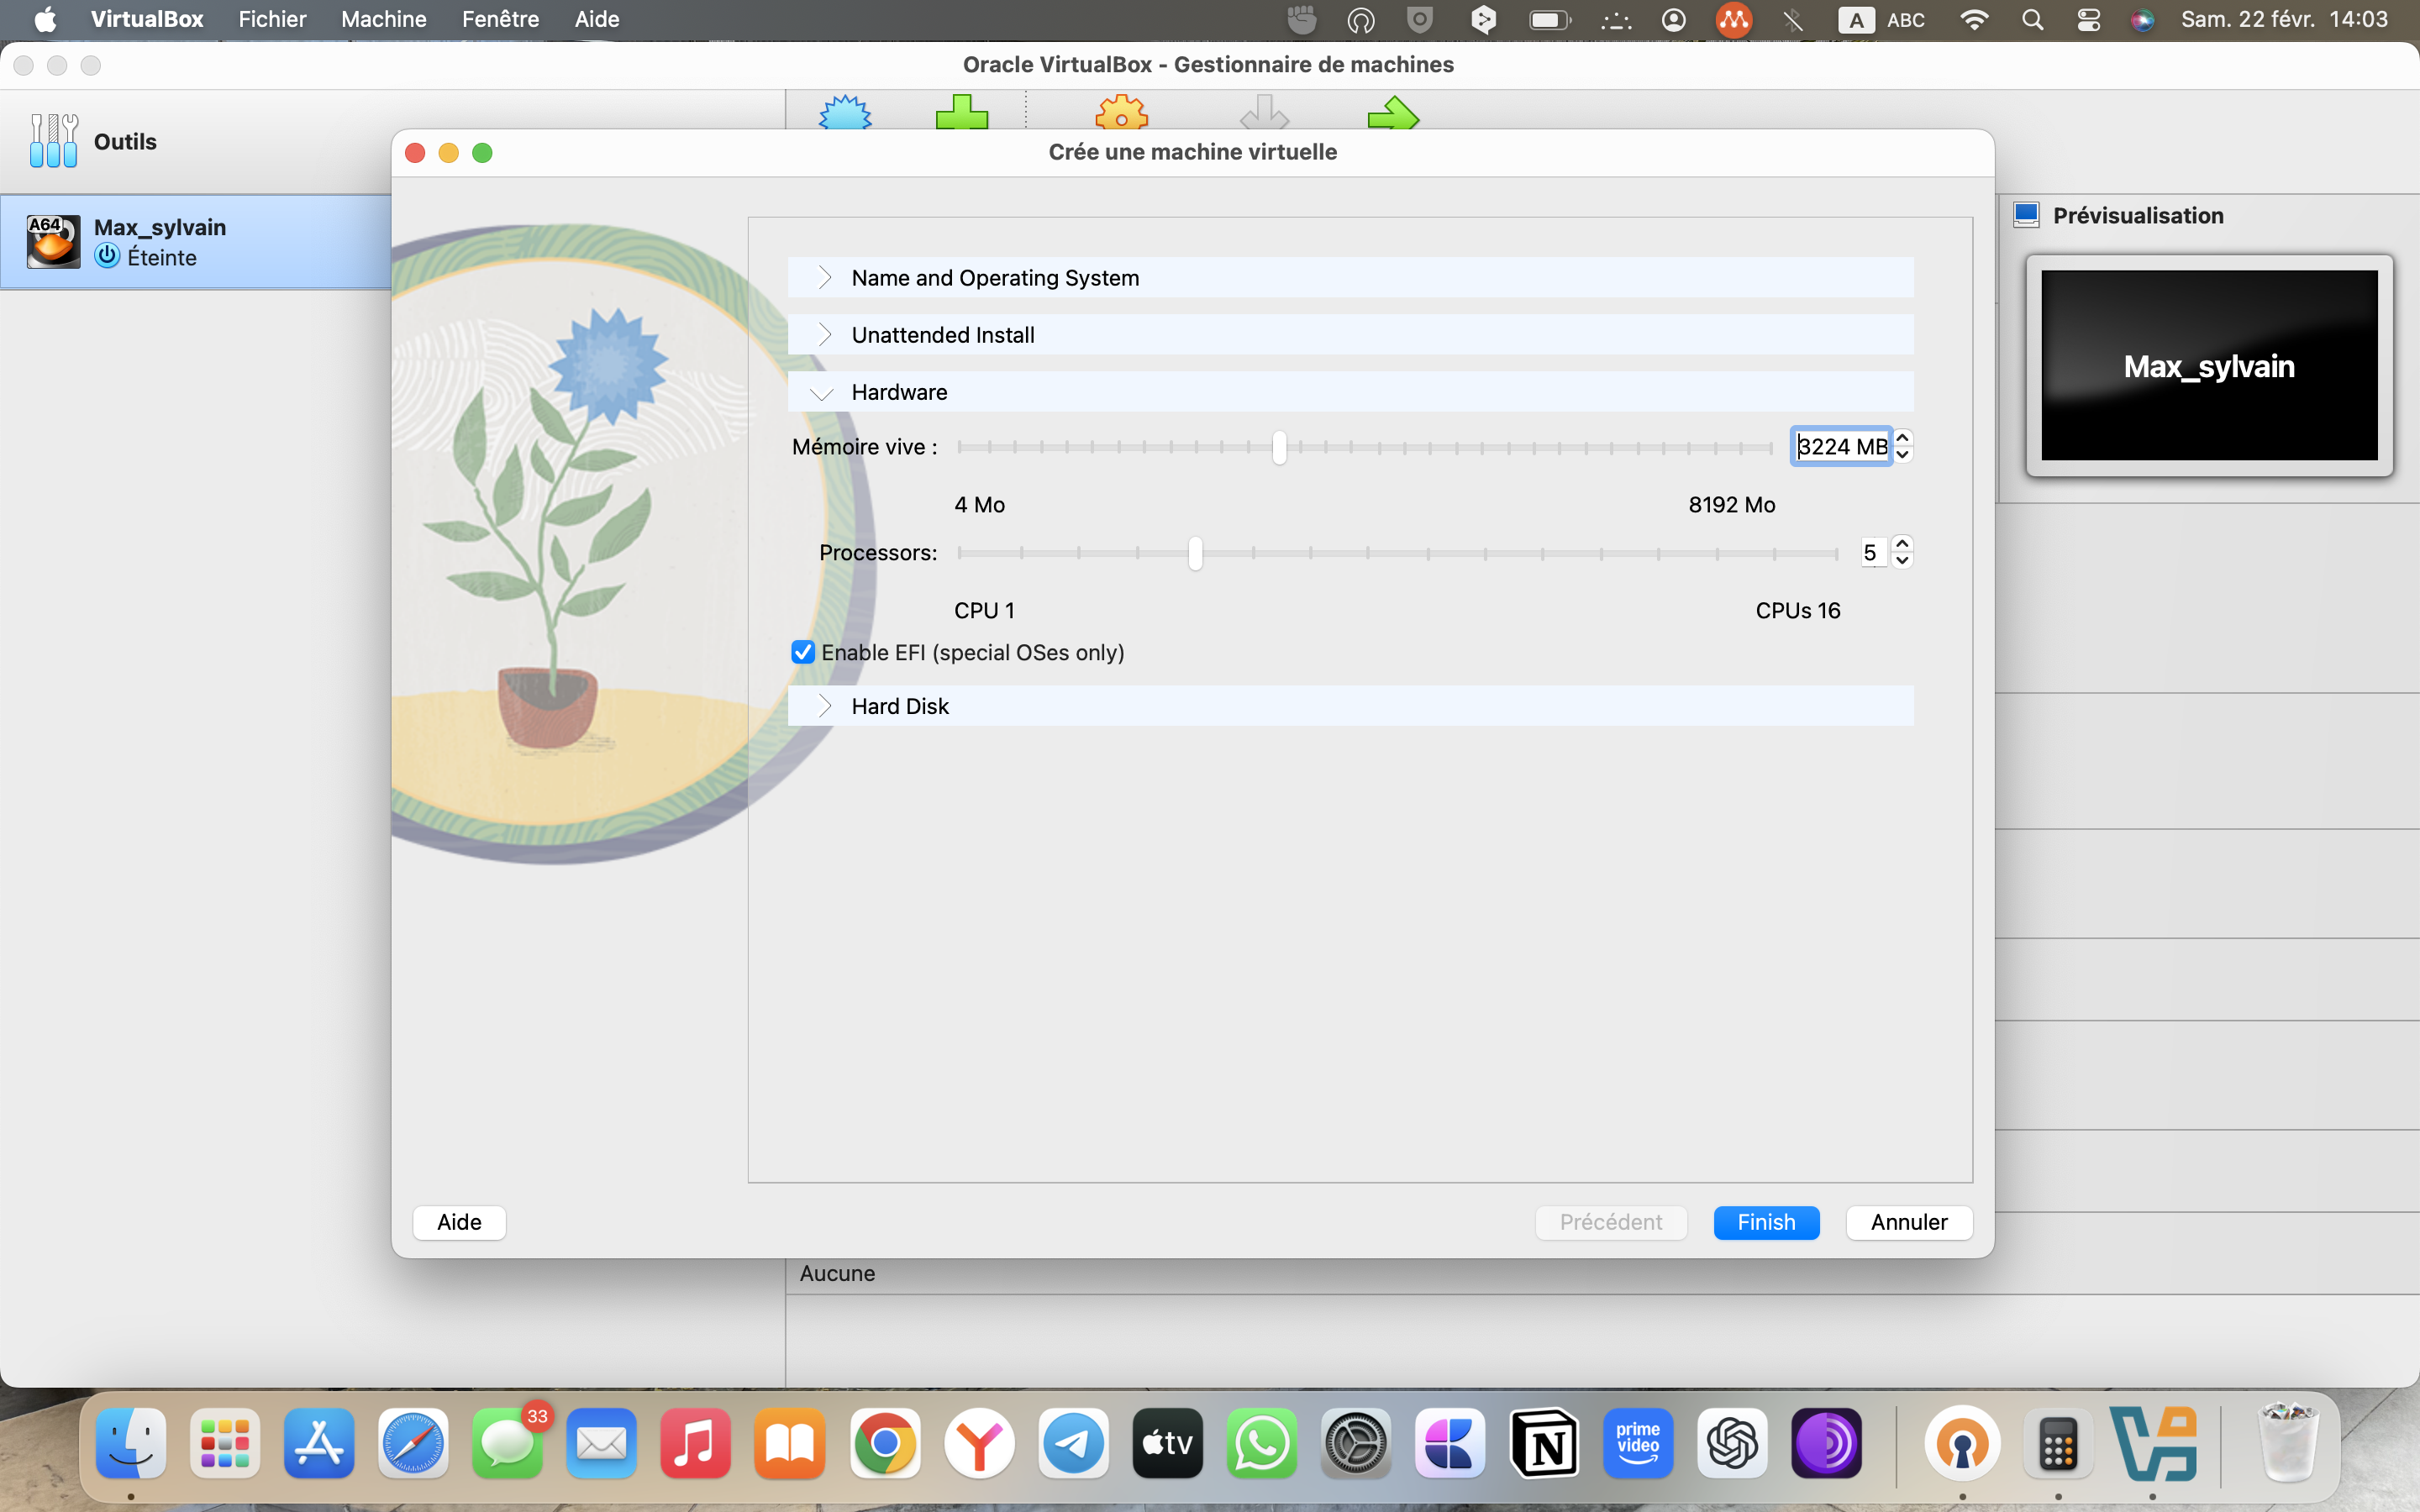 VirtualBox Fichier Machine Fenêtre Aide A ABC Sam. 22 févr. 14:03
Oracle VirtualBox - Gestionnaire de machines
Outils
Crée une machine virtuelle
A64
Max_sylvain
Éteinte
Prévisualisation
Max_sylvain
Name and Operating System
Unattended Install
Hardware
Mémoire vive : 3224 MB
4 Mo 8192 Mo
Processors: 5
CPU 1 CPUs 16
Enable EFI (special OSes only)
Hard Disk
Aide Précédent Finish Annuler
Aucune
33
tv
prime
video